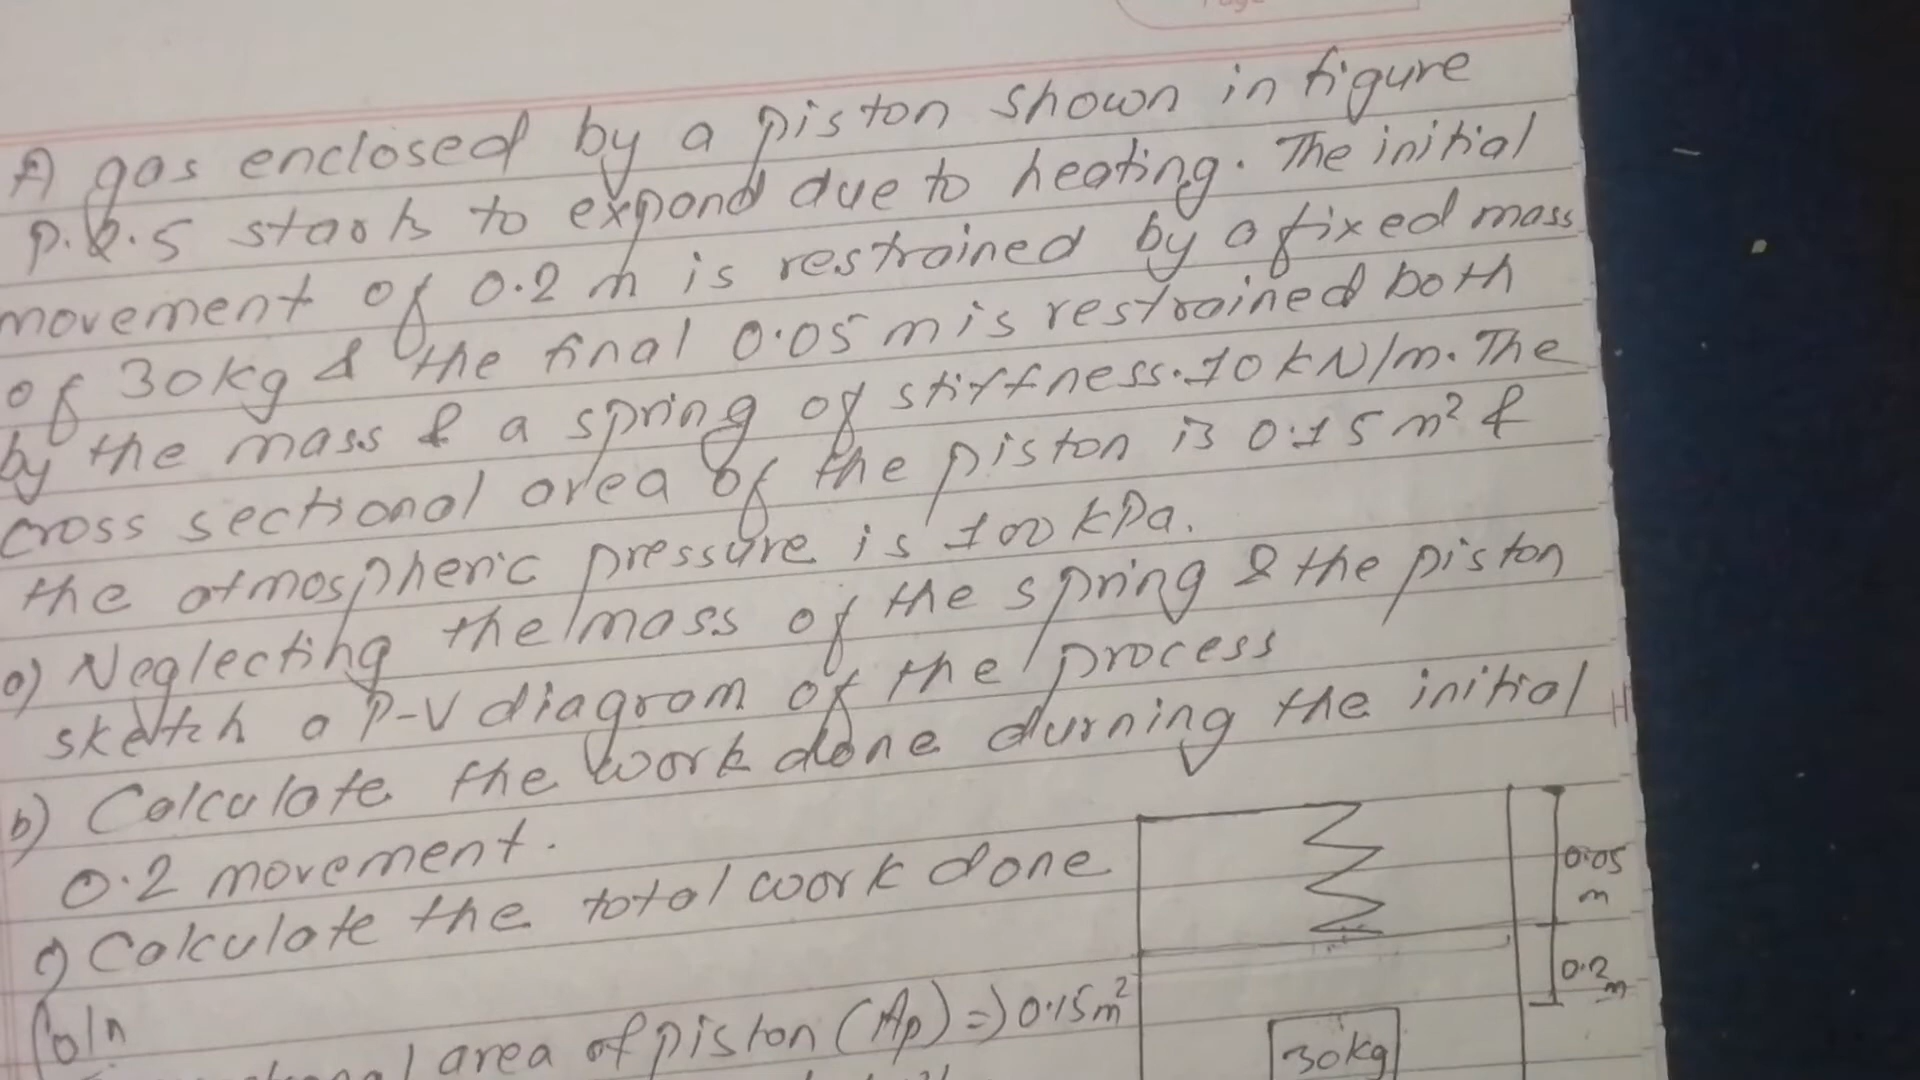 A gas enclosed by a piston shown in figure
P.Q.5 starts to expand due to heating. The initial
movement of 0.2 m is restrained by a fixed mass
of 30kg & the final 0.05 m is restrained both
by the mass & a spring of stiffness.10 kN/m. The
cross sectional area of the piston is 0.15 m² &
the atmospheric pressure is 100 kPa.
a) Neglecting the mass of the spring & the piston
sketch a P-V diagram of the process
b) Calculate the work done durning the initial
0.2 movement.
c) Calculate the total work done
0.05
m
0.2
m
Soln
area of piston (Ap) => 0.15m²
30kg